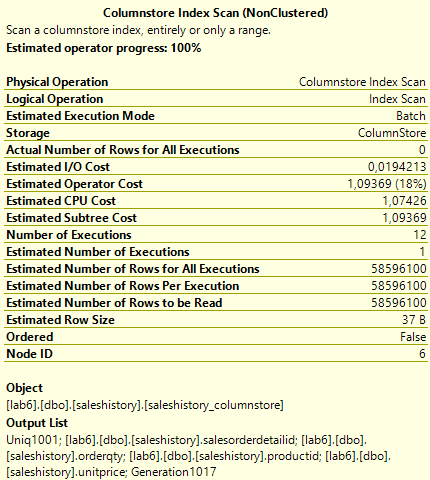 Columnstore Index Scan (NonClustered)
Scan a columnstore index, entirely or only a range.
Estimated operator progress: 100%
Physical Operation Columnstore Index Scan
Logical Operation Index Scan
Estimated Execution Mode Batch
Storage ColumnStore
Actual Number of Rows for All Executions 0
Estimated I/O Cost 0,0194213
Estimated Operator Cost 1,09369 (18%)
Estimated CPU Cost 1,07426
Estimated Subtree Cost 1,09369
Number of Executions 12
Estimated Number of Executions 1
Estimated Number of Rows for All Executions 58596100
Estimated Number of Rows Per Execution 58596100
Estimated Number of Rows to be Read 58596100
Estimated Row Size 37 B
Ordered False
Node ID 6
Object
[lab6].[dbo].[saleshistory].[saleshistory_columnstore]
Output List
Uniq1001; [lab6].[dbo].[saleshistory].salesorderdetailid; [lab6].[dbo].
[saleshistory].orderqty; [lab6].[dbo].[saleshistory].productid; [lab6].[dbo].
[saleshistory].unitprice; Generation1017